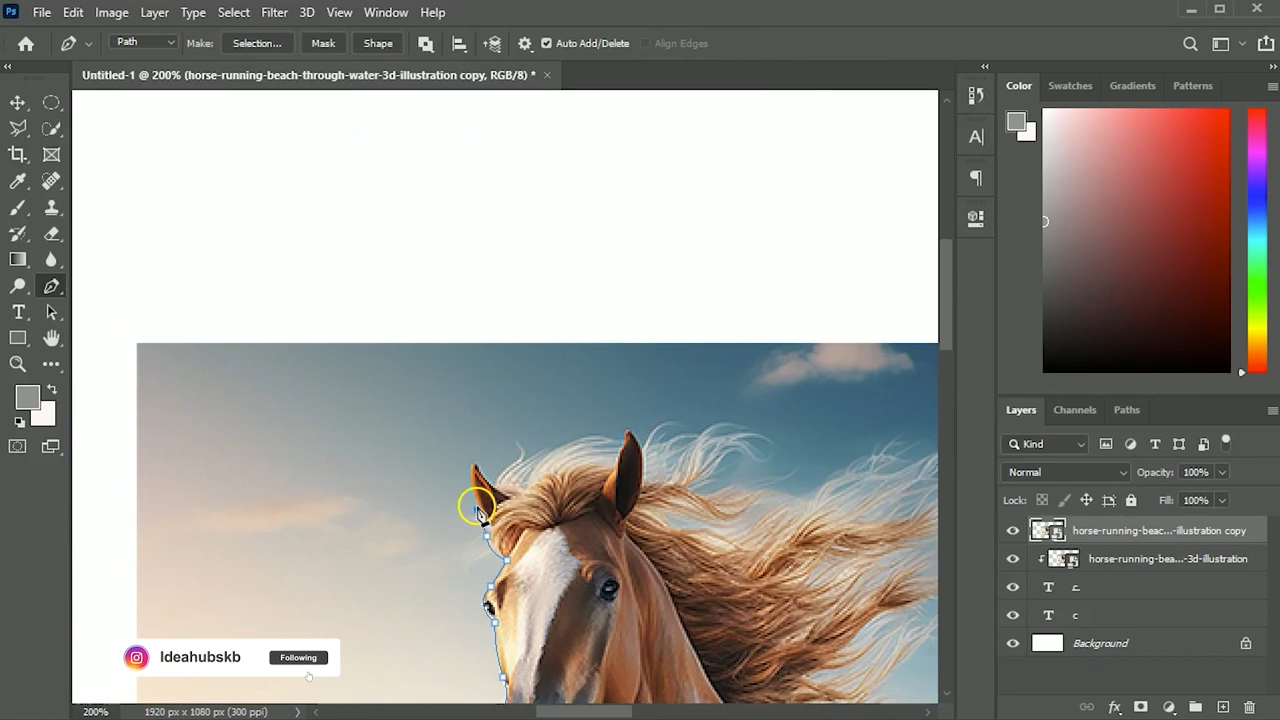 Ps File Edit Image Layer Type Select Filter 3D View Window Help
Path Make: Selection... Mask Shape Auto Add/Delete Align Edges
Untitled-1 @ 200% (horse-running-beach-through-water-3d-illustration copy, RGB/8) *
Color Swatches Gradients Patterns
Layers Channels Paths
Kind
Normal Opacity: 100%
Lock: Fill: 100%
horse-running-beac...-illustration copy
horse-running-bea...-3d-illustration
c
Background
Ideahubskb Following
200% 1920 px x 1080 px (300 ppi)